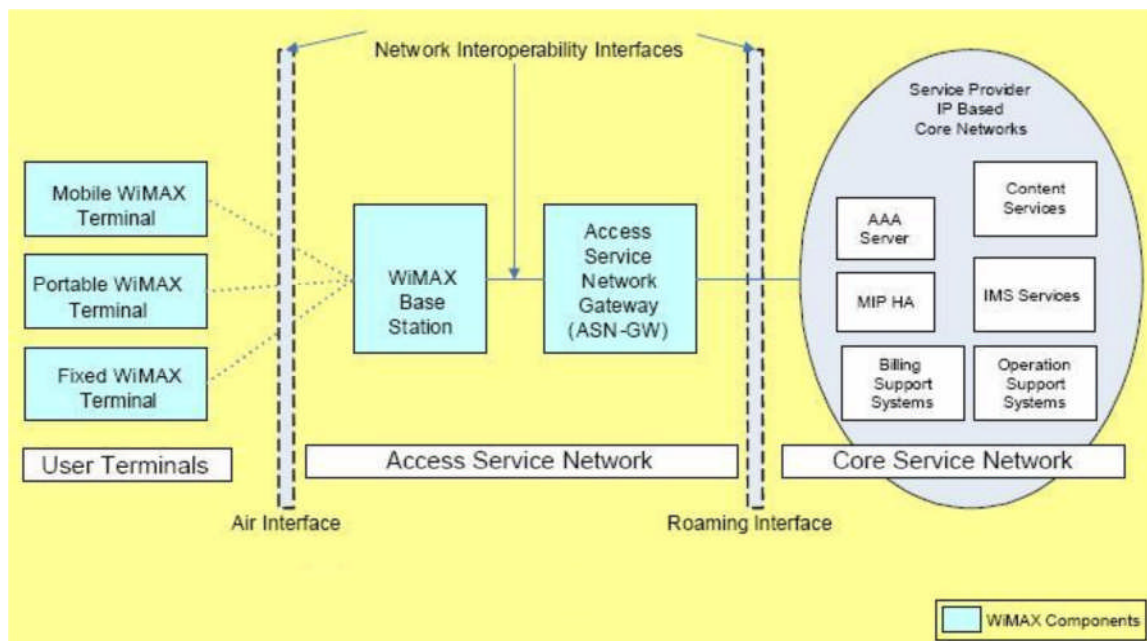 Network Interoperability Interfaces
Mobile WiMAX
Terminal
Portable WiMAX
Terminal
Fixed WiMAX
Terminal
User Terminals
Air Interface
WiMAX
Base
Station
Access
Service
Network
Gateway
(ASN-GW)
Access Service Network
Roaming Interface
Service Provider
IP Based
Core Networks
AAA
Server
Content
Services
MIP HA
IMS Services
Billing
Support
Systems
Operation
Support
Systems
Core Service Network
WiMAX Components